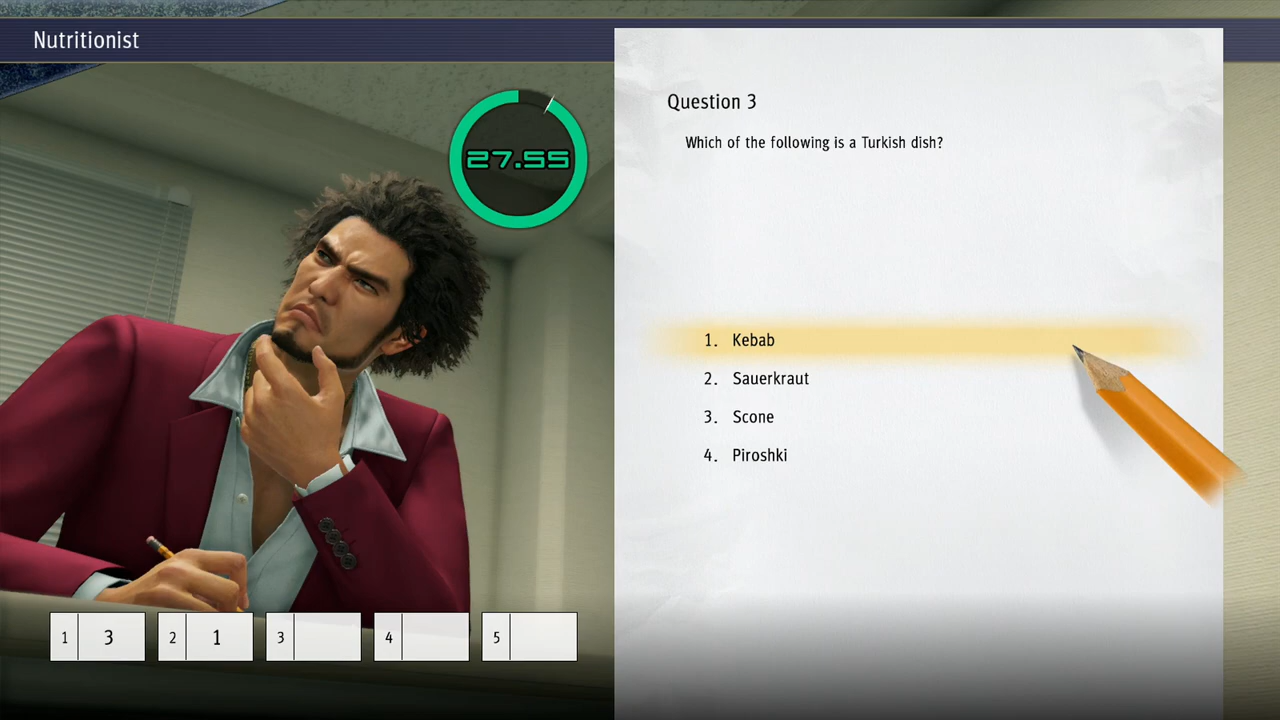 Nutritionist
27.55
Question 3
Which of the following is a Turkish dish?
1. Kebab
2. Sauerkraut
3. Scone
4. Piroshki
1 3 2 1 3 4 5